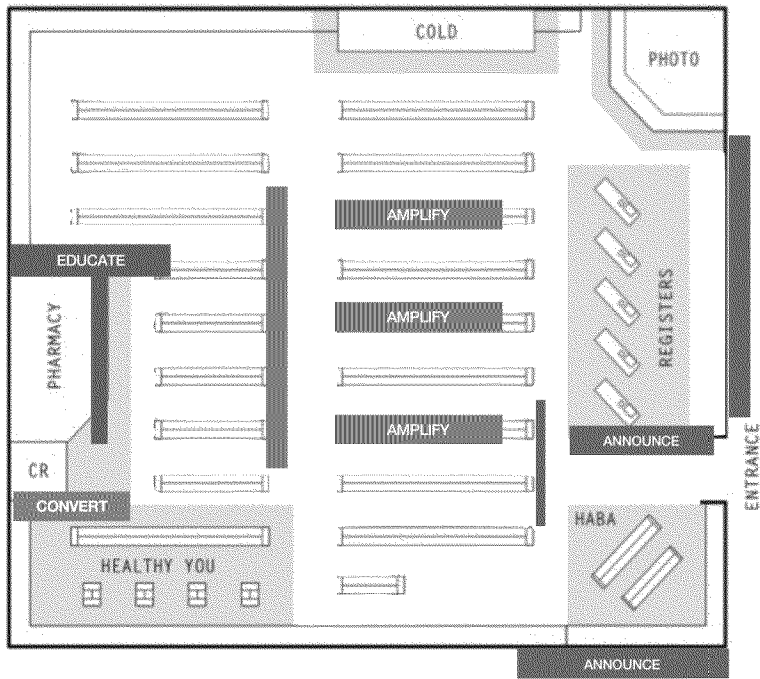 COLD
PHOTO
AMPLIFY
EDUCATE
PHARMACY
AMPLIFY
REGISTERS
AMPLIFY
ANNOUNCE
ENTRANCE
CR
CONVERT
HABA
HEALTHY YOU
ANNOUNCE